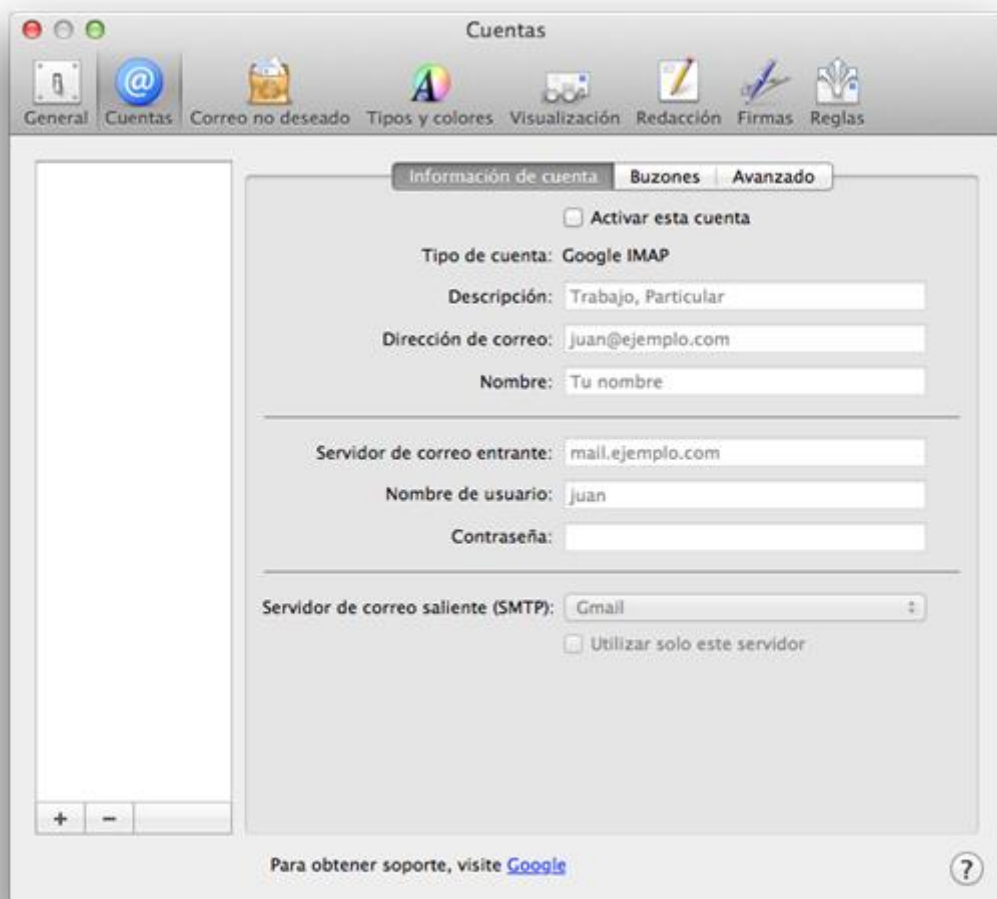 Cuentas
General Cuentas Correo no deseado Tipos y colores Visualización Redacción Firmas Reglas
Información de cuenta Buzones Avanzado
Activar esta cuenta
Tipo de cuenta: Google IMAP
Descripción: Trabajo, Particular
Dirección de correo: juan@ejemplo.com
Nombre: Tu nombre
Servidor de correo entrante: mail.ejemplo.com
Nombre de usuario: juan
Contraseña:
Servidor de correo saliente (SMTP): Gmail
Utilizar solo este servidor
+ −
Para obtener soporte, visite Google
?